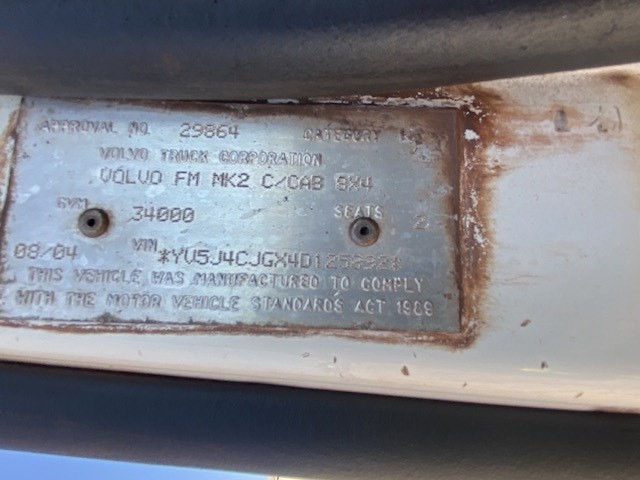 APPROVAL NO. 29864 CATEGORY
VOLVO TRUCK CORPORATION
VOLVO FM MK2 C/CAB 8X4
GVM 34000 SEATS 2
08/04 VIN
THIS VEHICLE WAS MANUFACTURED TO COMPLY
WITH THE MOTOR VEHICLE STANDARDS ACT 1989